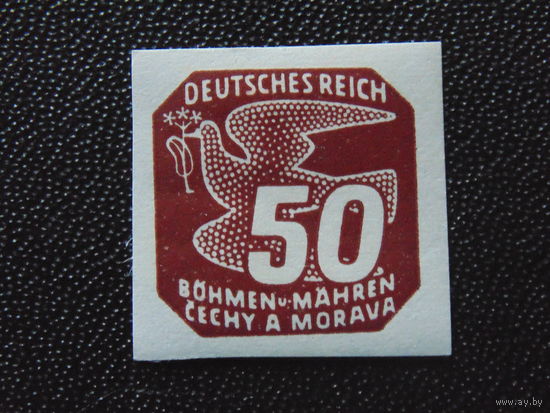 DEUTSCHES REICH
50
BÖHMEN u. MÄHREN
ČECHY A MORAVA
www.ay.by